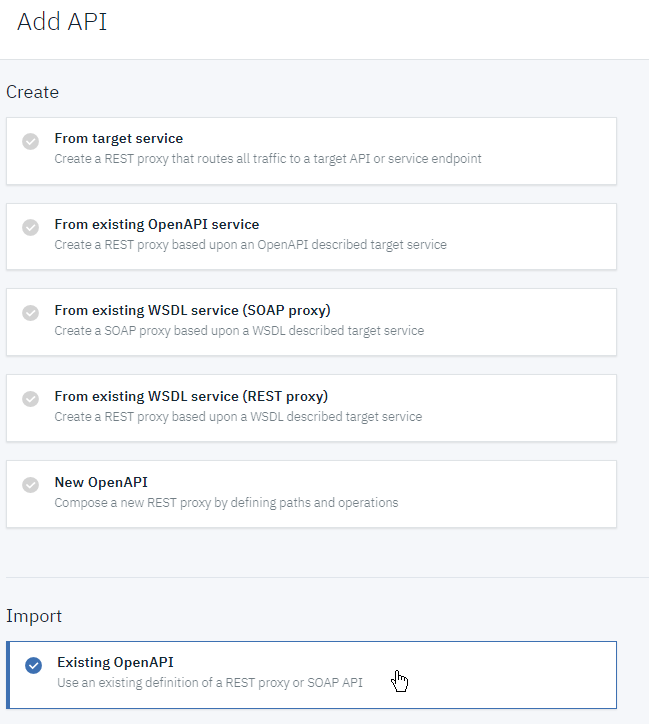 Add API
Create
From target service
Create a REST proxy that routes all traffic to a target API or service endpoint
From existing OpenAPI service
Create a REST proxy based upon an OpenAPI described target service
From existing WSDL service (SOAP proxy)
Create a SOAP proxy based upon a WSDL described target service
From existing WSDL service (REST proxy)
Create a REST proxy based upon a WSDL described target service
New OpenAPI
Compose a new REST proxy by defining paths and operations
Import
Existing OpenAPI
Use an existing definition of a REST proxy or SOAP API